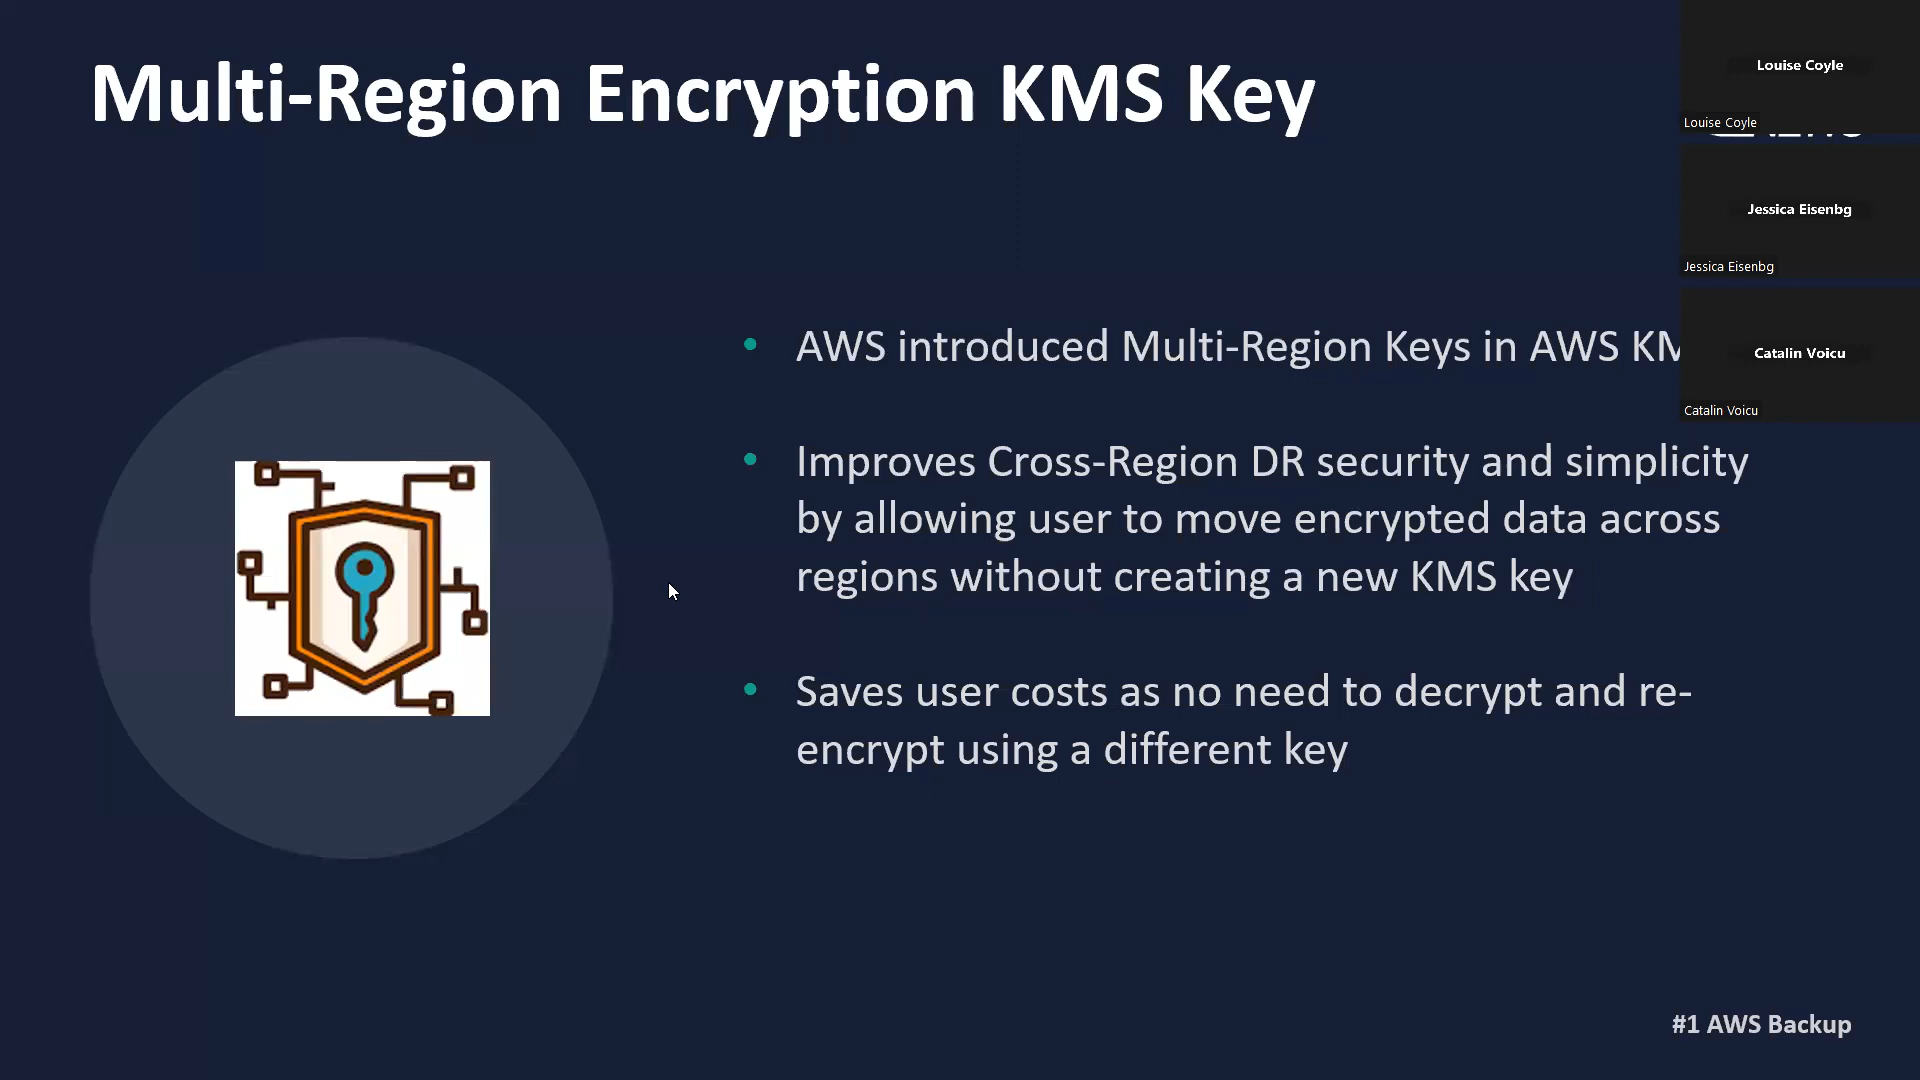 Multi-Region Encryption KMS Key
Louise Coyle
Louise Coyle
Jessica Eisenbg
Jessica Eisenbg
Catalin Voicu
Catalin Voicu
• AWS introduced Multi-Region Keys in AWS
• Improves Cross-Region DR security and simplicity
by allowing user to move encrypted data across
regions without creating a new KMS key
• Saves user costs as no need to decrypt and re-
encrypt using a different key
#1 AWS Backup